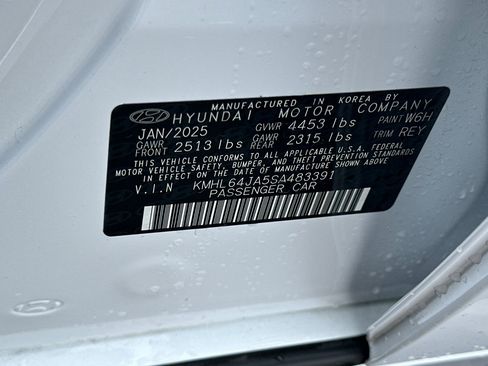 MANUFACTURED IN KOREA BY
HYUNDAI MOTOR COMPANY
JAN/2025 GVWR 4453 lbs PAINT W6H
GAWR FRONT 2513 lbs GAWR REAR 2315 lbs TRIM REY
THIS VEHICLE CONFORMS TO ALL APPLICABLE U.S.A. FEDERAL
MOTOR VEHICLE SAFETY, BUMPER, AND THEFT PREVENTION STANDARDS
IN EFFECT ON THE DATE OF MANUFACTURE SHOWN ABOVE.
V.I.N KMHL64JA5SA483391
PASSENGER CAR